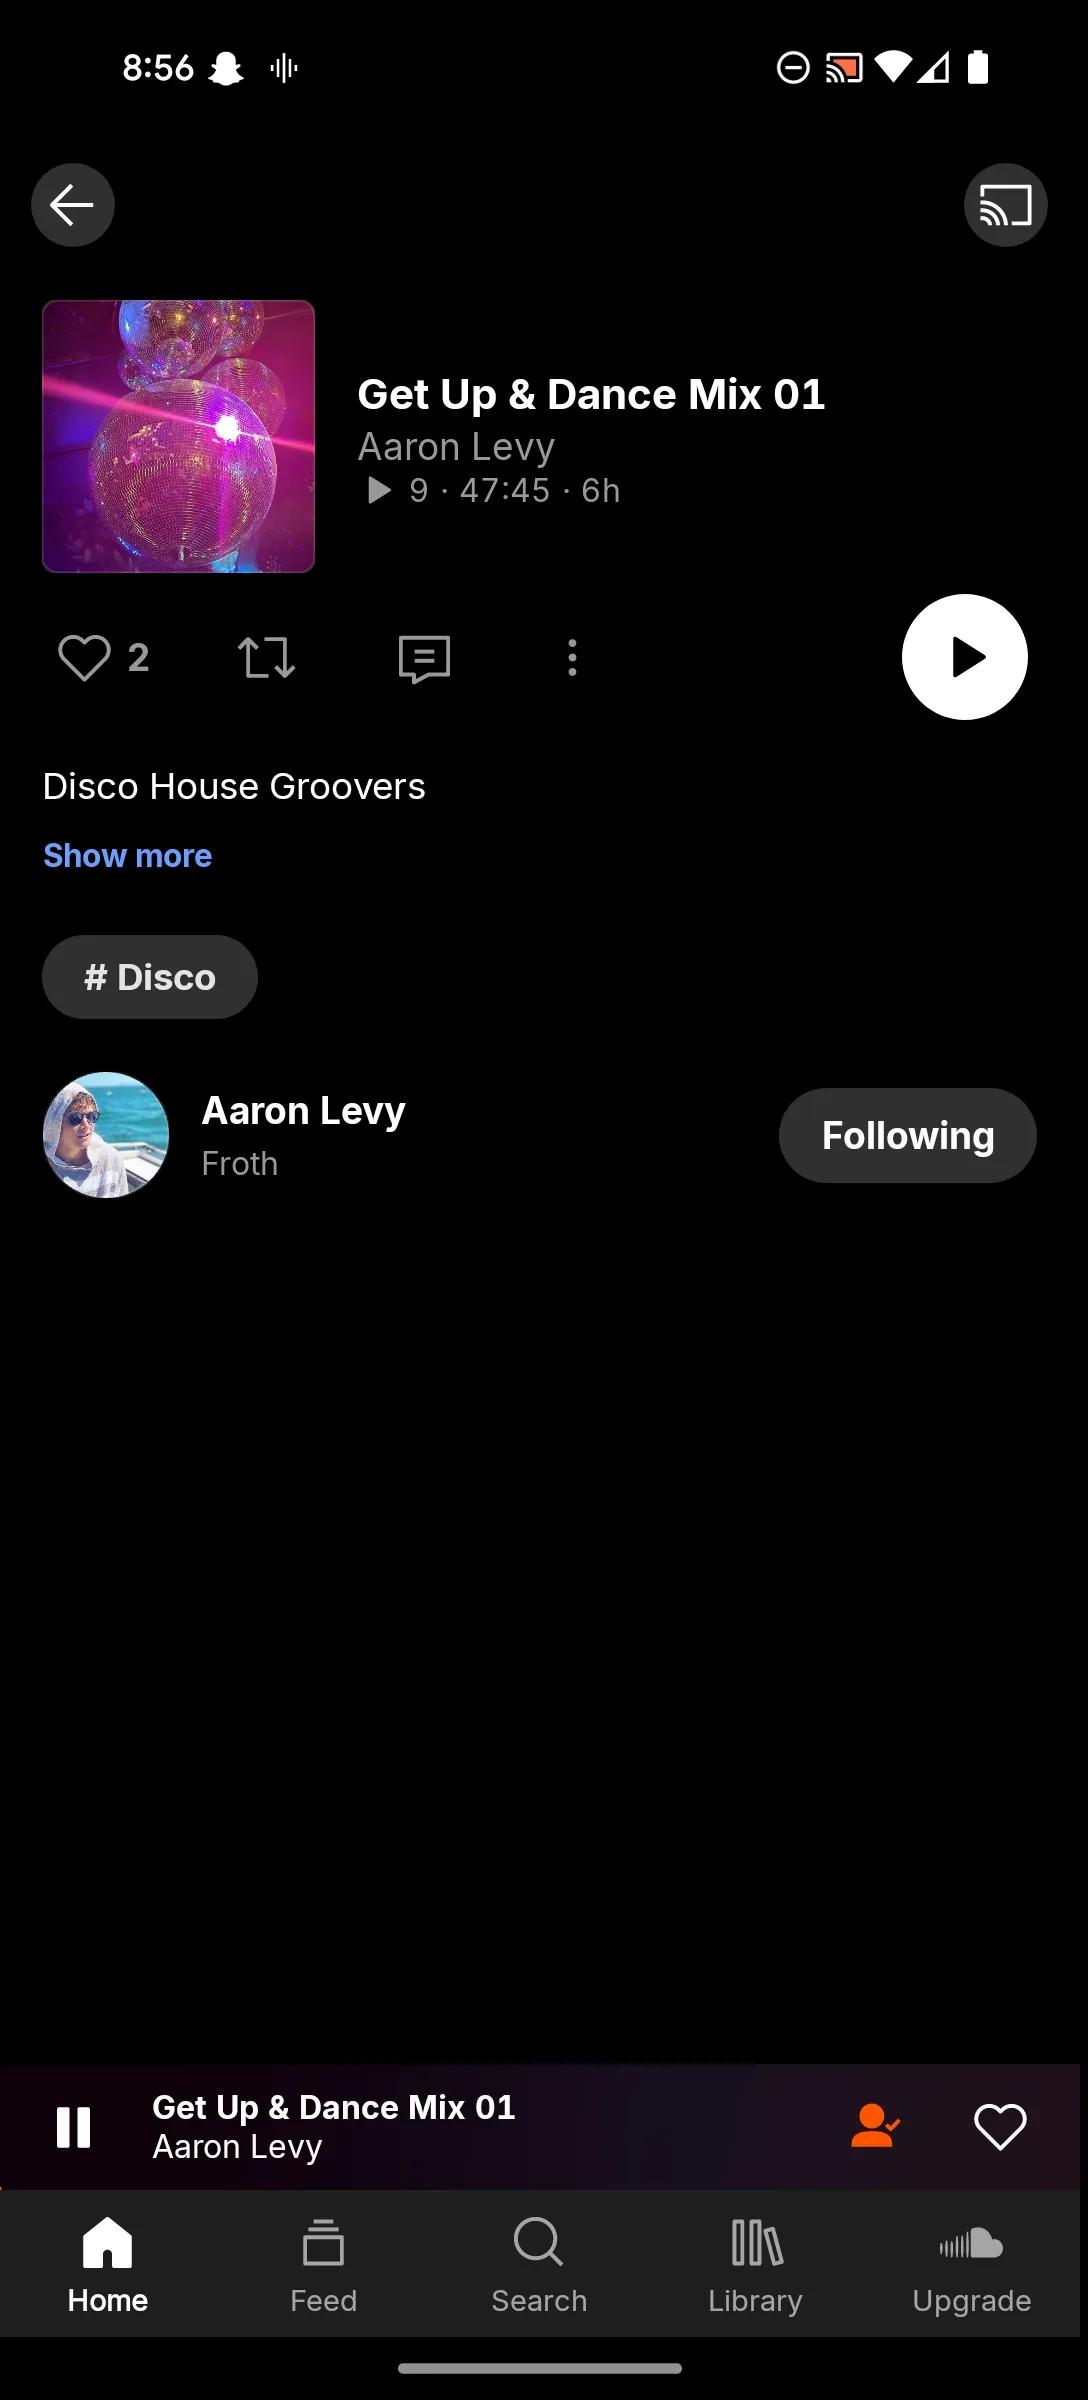 8:56
Get Up & Dance Mix 01
Aaron Levy
9 · 47:45 · 6h
2
Disco House Groovers
Show more
# Disco
Aaron Levy
Froth
Following
Get Up & Dance Mix 01
Aaron Levy
Home
Feed
Search
Library
Upgrade